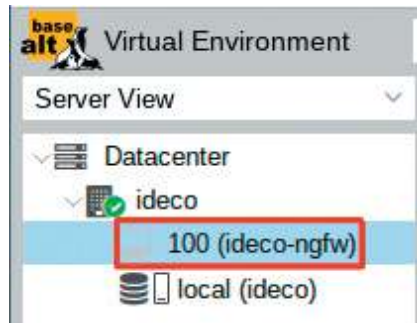 base
alt Virtual Environment
Server View
Datacenter
ideco
100 (ideco-ngfw)
local (ideco)